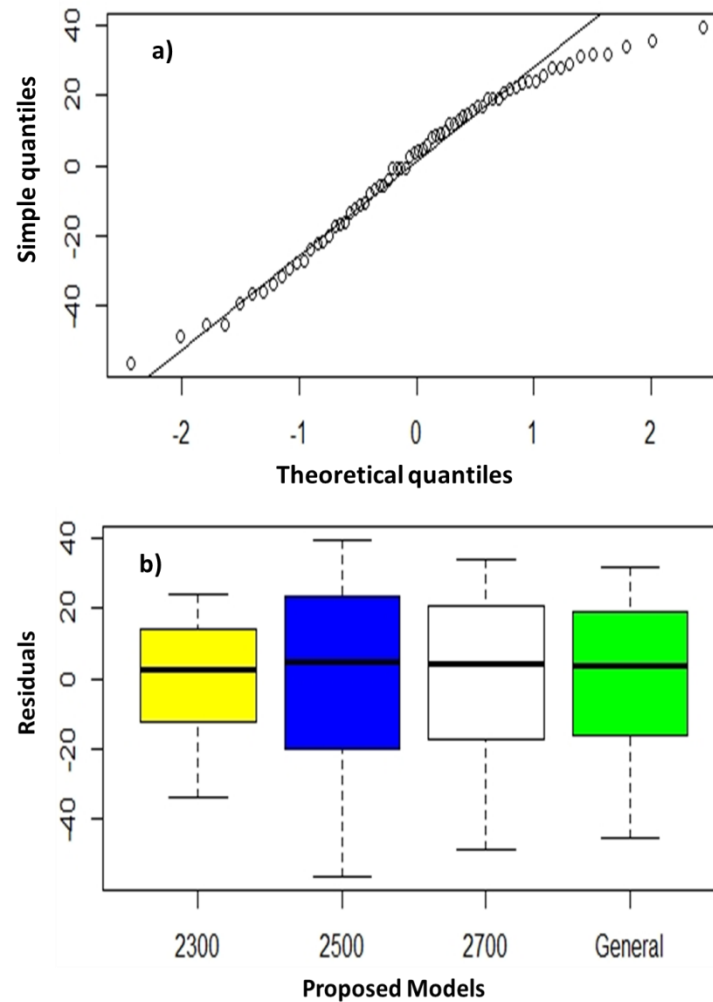 a)
40
20
0
-20
-40
Simple quantiles
-2 -1 0 1 2
Theoretical quantiles
b)
40
20
0
-20
-40
Residuals
2300 2500 2700 General
Proposed Models